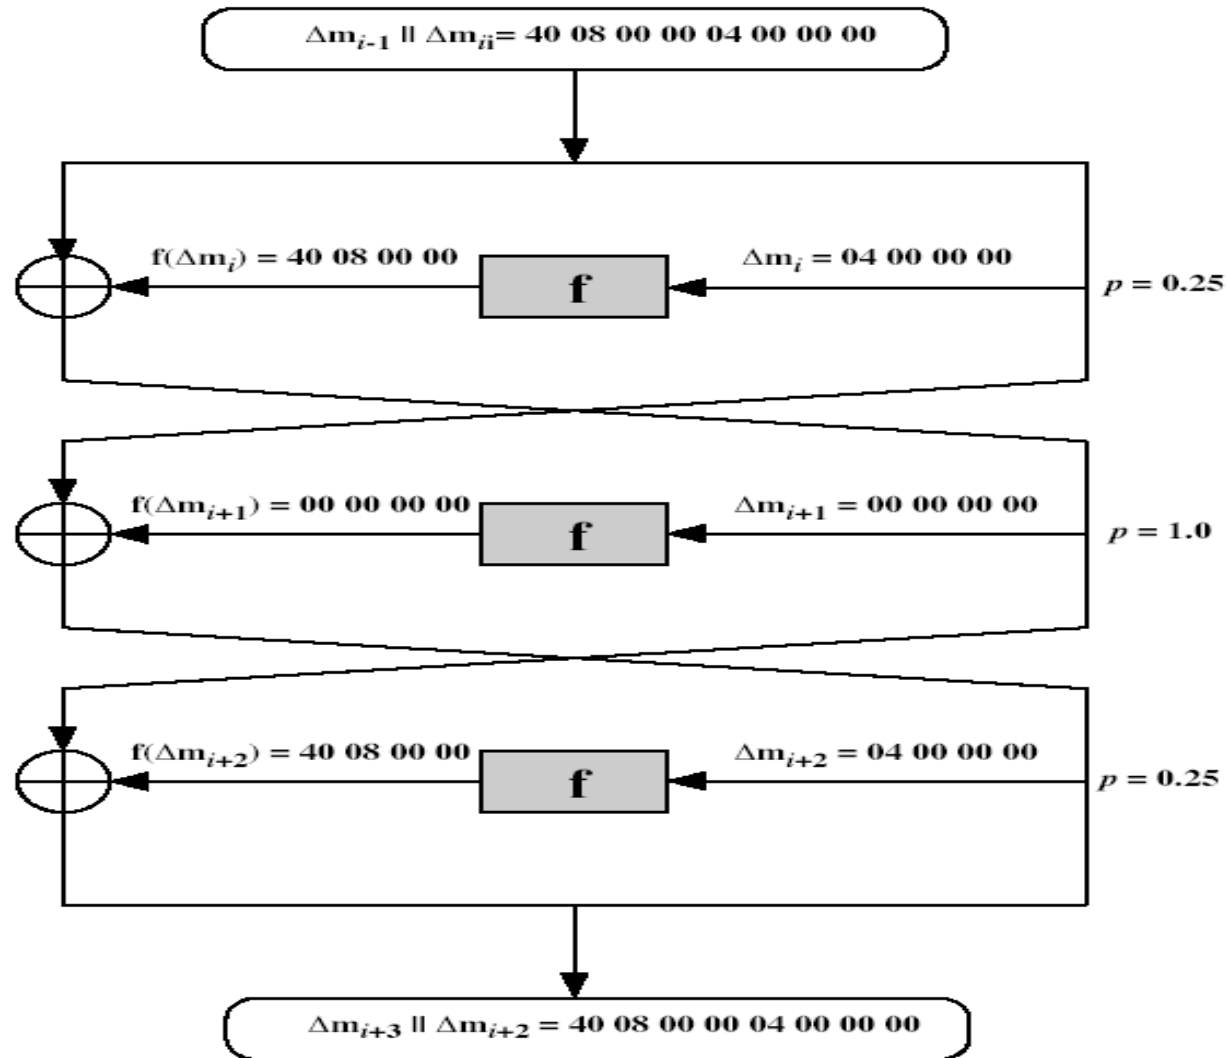 Δm_{i-1} || Δm_{ii}= 40 08 00 00 04 00 00 00
f(Δm_i) = 40 08 00 00
f
Δm_i = 04 00 00 00
p = 0.25
f(Δm_{i+1}) = 00 00 00 00
f
Δm_{i+1} = 00 00 00 00
p = 1.0
f(Δm_{i+2}) = 40 08 00 00
f
Δm_{i+2} = 04 00 00 00
p = 0.25
Δm_{i+3} || Δm_{i+2} = 40 08 00 00 04 00 00 00